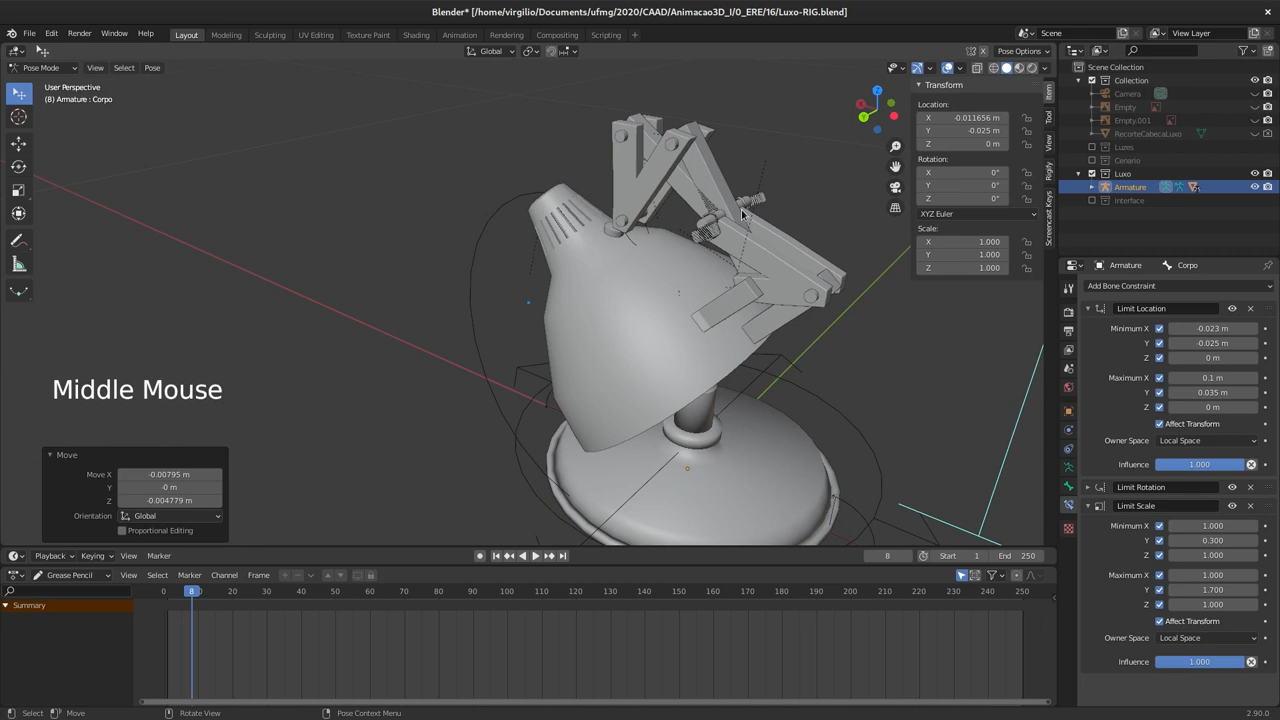 Blender* [/home/virgilio/Documents/ufmg/2020/CAAD/Animacao3D_I/0_ERE/16/Luxo-RIG.blend]
File Edit Render Window Help Layout Modeling Sculpting UV Editing Texture Paint Shading Animation Rendering Compositing Scripting + Scene View Layer
Global Pose Options
Pose Mode View Select Pose
User Perspective
(8) Armature : Corpo
Transform
Location:
X -0.011656 m
Y -0.025 m
Z 0 m
Rotation:
X 0°
Y 0°
Z 0°
XYZ Euler
Scale:
X 1.000
Y 1.000
Z 1.000
Item
Tool
View
Rigify
Screencast Keys
X
Y
Z
Scene Collection
Collection
Camera
Empty
Empty.001
RecorteCabecaLuxo
Luzes
Cenario
Luxo
Armature
Interface
Armature Corpo
Add Bone Constraint
Limit Location
Minimum X -0.023 m
Y -0.025 m
Z 0 m
Maximum X 0.1 m
Y 0.035 m
Z 0 m
Affect Transform
Owner Space Local Space
Influence 1.000
Limit Rotation
Limit Scale
Minimum X 1.000
Y 0.300
Z 1.000
Maximum X 1.000
Y 1.700
Z 1.000
Affect Transform
Owner Space Local Space
Influence 1.000
Middle Mouse
Move
Move X -0.00795 m
Y -0 m
Z -0.004779 m
Orientation Global
Proportional Editing
Playback Keying View Marker 8 Start 1 End 250
Grease Pencil View Select Marker Channel Frame
0 8 20 30 40 50 60 70 80 90 100 110 120 130 140 150 160 170 180 190 200 210 220 230 240 250
Summary
Select Move Rotate View Pose Context Menu 2.90.0